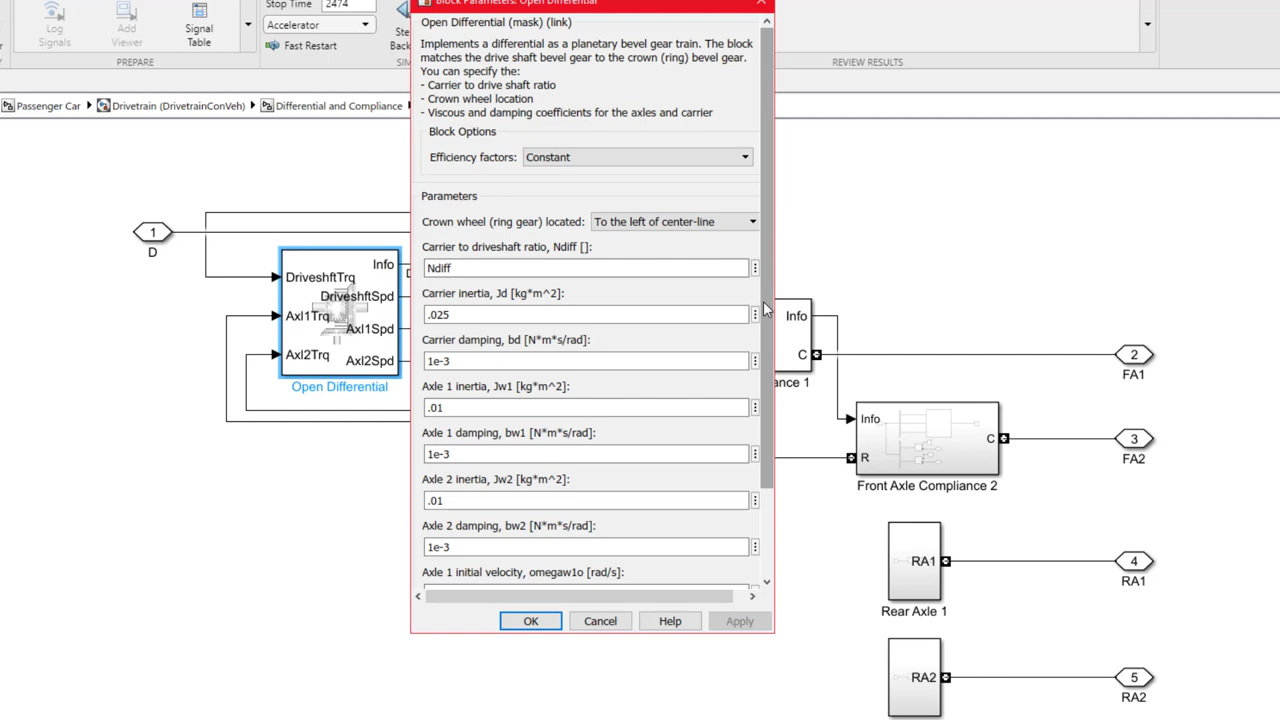 Block Parameters: Open Differential
Stop Time 2474
Accelerator
Fast Restart
Log
Signals
Add
Viewer
Signal
Table
PREPARE
REVIEW RESULTS
Passenger Car
Drivetrain (DrivetrainConVeh)
Differential and Compliance
Open Differential (mask) (link)
Implements a differential as a planetary bevel gear train. The block
matches the drive shaft bevel gear to the crown (ring) bevel gear.
You can specify the:
- Carrier to drive shaft ratio
- Crown wheel location
- Viscous and damping coefficients for the axles and carrier
Block Options
Efficiency factors: Constant
Parameters
Crown wheel (ring gear) located: To the left of center-line
Carrier to driveshaft ratio, Ndiff []:
Ndiff
Carrier inertia, Jd [kg*m^2]:
.025
Carrier damping, bd [N*m*s/rad]:
1e-3
Axle 1 inertia, Jw1 [kg*m^2]:
.01
Axle 1 damping, bw1 [N*m*s/rad]:
1e-3
Axle 2 inertia, Jw2 [kg*m^2]:
.01
Axle 2 damping, bw2 [N*m*s/rad]:
1e-3
Axle 1 initial velocity, omegaw1o [rad/s]:
OK
Cancel
Help
Apply
1
D
Info
DriveshftTrq
DriveshftSpd
Axl1Trq
Axl1Spd
Axl2Trq
Axl2Spd
Open Differential
Info
C
2
FA1
Info
C
R
3
FA2
Front Axle Compliance 2
RA1
4
RA1
Rear Axle 1
RA2
5
RA2